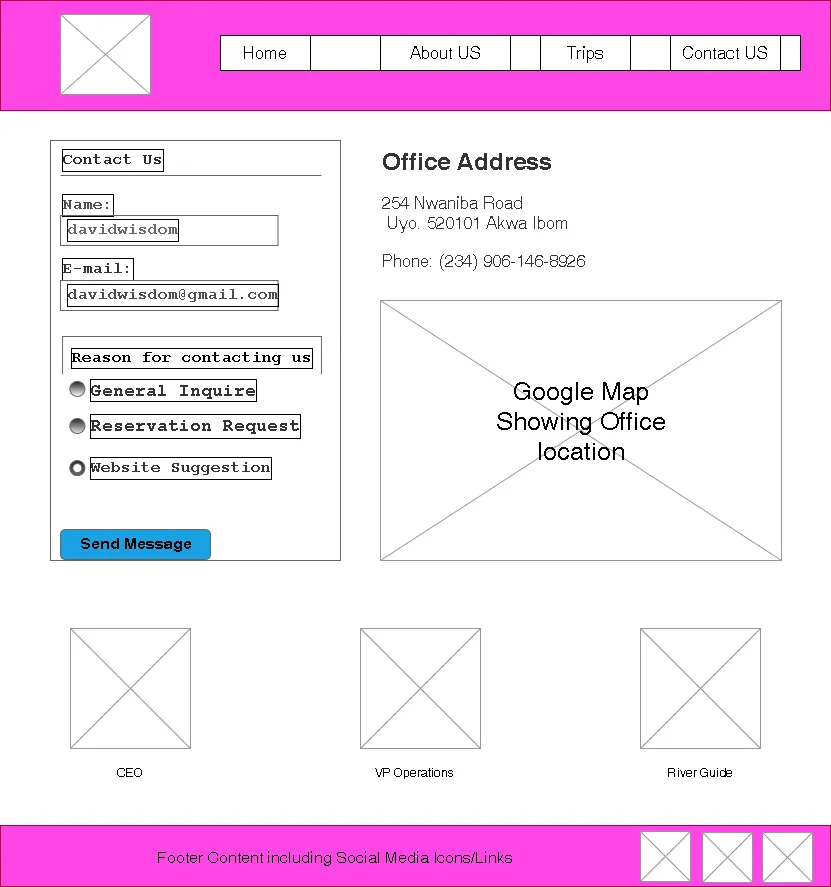 Home About US Trips Contact US
Contact Us
Name:
davidwisdom
E-mail:
davidwisdom@gmail.com
Reason for contacting us
General Inquire
Reservation Request
Website Suggestion
Send Message
Office Address
254 Nwaniba Road
Uyo. 520101 Akwa Ibom
Phone: (234) 906-146-8926
Google Map
Showing Office
location
CEO VP Operations River Guide
Footer Content including Social Media Icons/Links